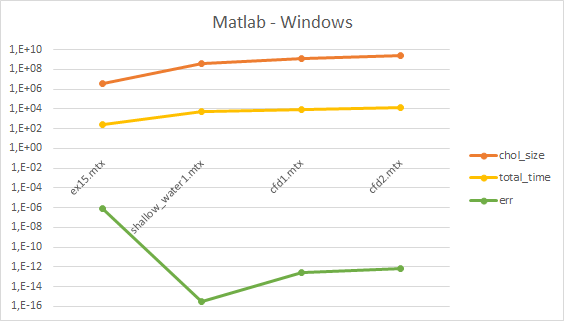 Matlab - Windows
1,E+10
1,E+08
1,E+06
1,E+04
1,E+02
1,E+00
1,E-02
1,E-04
1,E-06
1,E-08
1,E-10
1,E-12
1,E-14
1,E-16
ex15.mtx
shallow_water1.mtx
cfd1.mtx
cfd2.mtx
chol_size
total_time
err